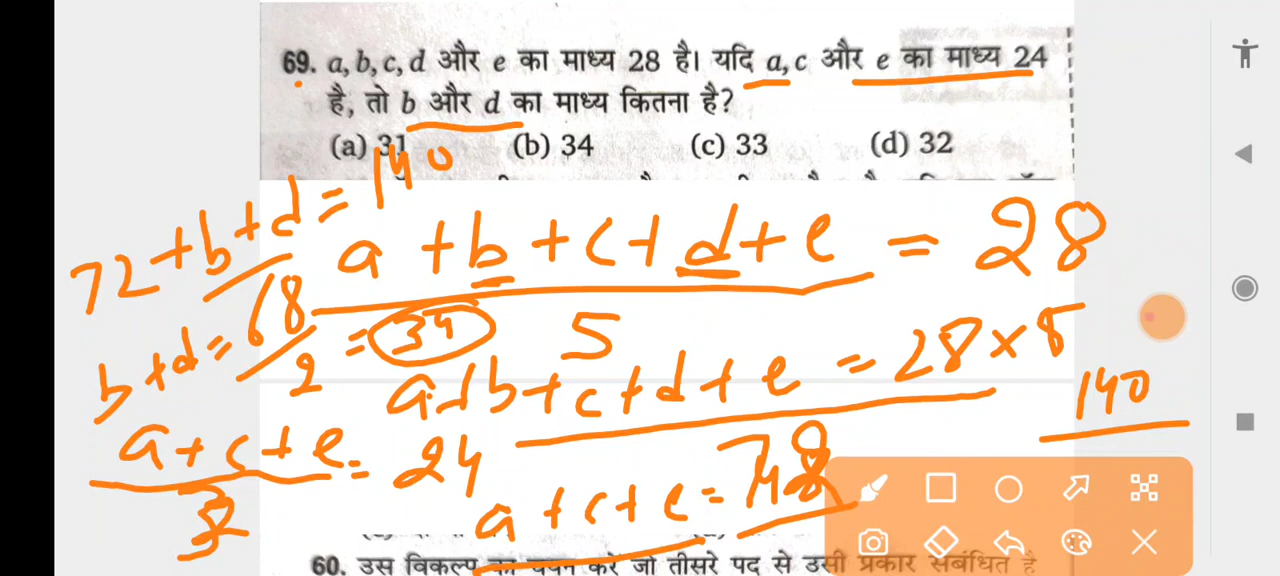 69. a, b, c, d और e का माध्य 28 है। यदि a, c और e का माध्य 24
है, तो b और d का माध्य कितना है?
(a) 31 (b) 34 (c) 33 (d) 32
72 + b + d = 140
a + b + c + d + e = 28
5
b + d = 68
2
= 34
a + b + c + d + e = 28 × 5
140
a + c + e = 24
3
a + c + e =
60. उस विकल्प का चयन करें जो तीसरे पद से उसी प्रकार संबंधित है